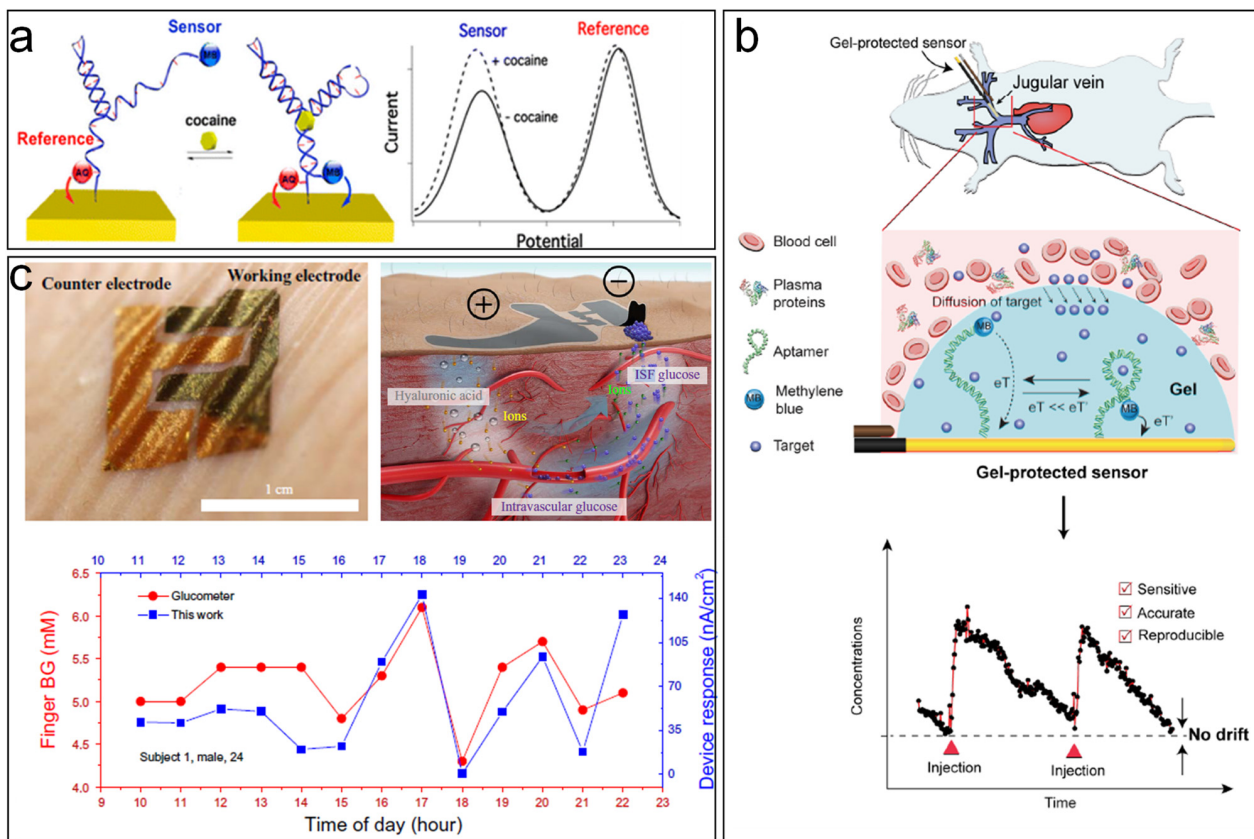 a
Sensor
MB
Reference
cocaine
AQ
AQ
MB
Sensor
Reference
+ cocaine
- cocaine
Current
Potential
b
Gel-protected sensor
Jugular vein
Blood cell
Plasma
proteins
Aptamer
MB
Methylene
blue
Target
Diffusion of target
MB
eT
eT << eT'
Gel
MB
eT'
Gel-protected sensor
Concentrations
Sensitive
Accurate
Reproducible
No drift
Injection
Injection
Time
c
Counter electrode
Working electrode
1 cm
+
−
Hyaluronic acid
Ions
Ions
ISF glucose
Intravascular glucose
10 11 12 13 14 15 16 17 18 19 20 21 22 23 24
6.5
6.0
5.5
5.0
4.5
4.0
Finger BG (mM)
Glucometer
This work
Subject 1, male, 24
140
105
70
35
0
Device response (nA/cm²)
9 10 11 12 13 14 15 16 17 18 19 20 21 22 23
Time of day (hour)